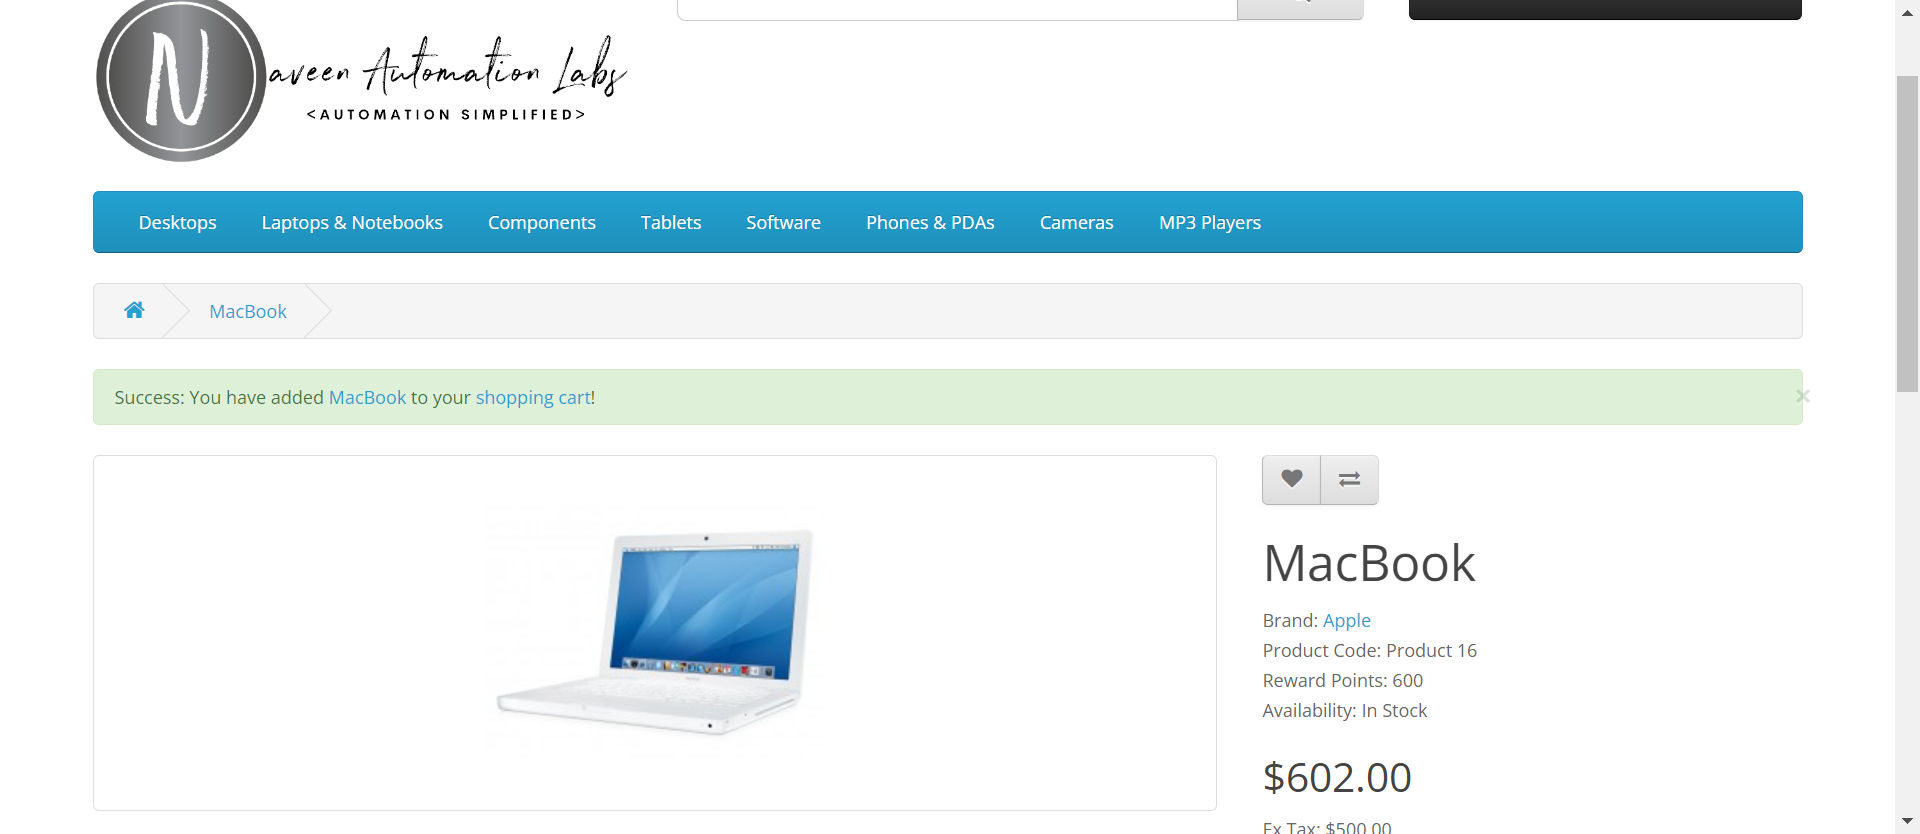 N aveen Automation Labs
<AUTOMATION SIMPLIFIED>
Desktops Laptops & Notebooks Components Tablets Software Phones & PDAs Cameras MP3 Players
MacBook
Success: You have added MacBook to your shopping cart! ×
MacBook
Brand: Apple
Product Code: Product 16
Reward Points: 600
Availability: In Stock
$602.00
Ex Tax: $500.00